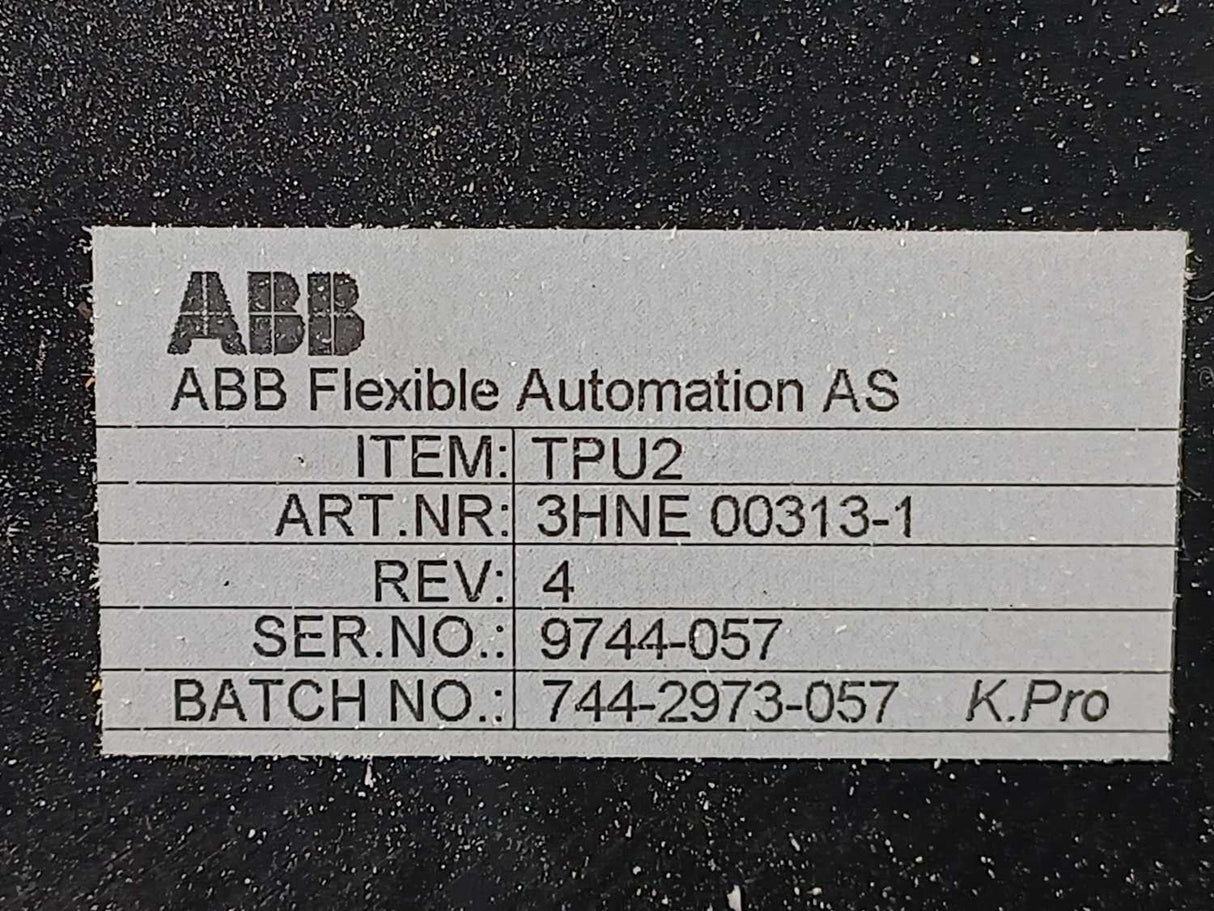 ABB
ABB Flexible Automation AS
ITEM: TPU2
ART.NR: 3HNE 00313-1
REV: 4
SER.NO.: 9744-057
BATCH NO.: 744-2973-057 K.Pro